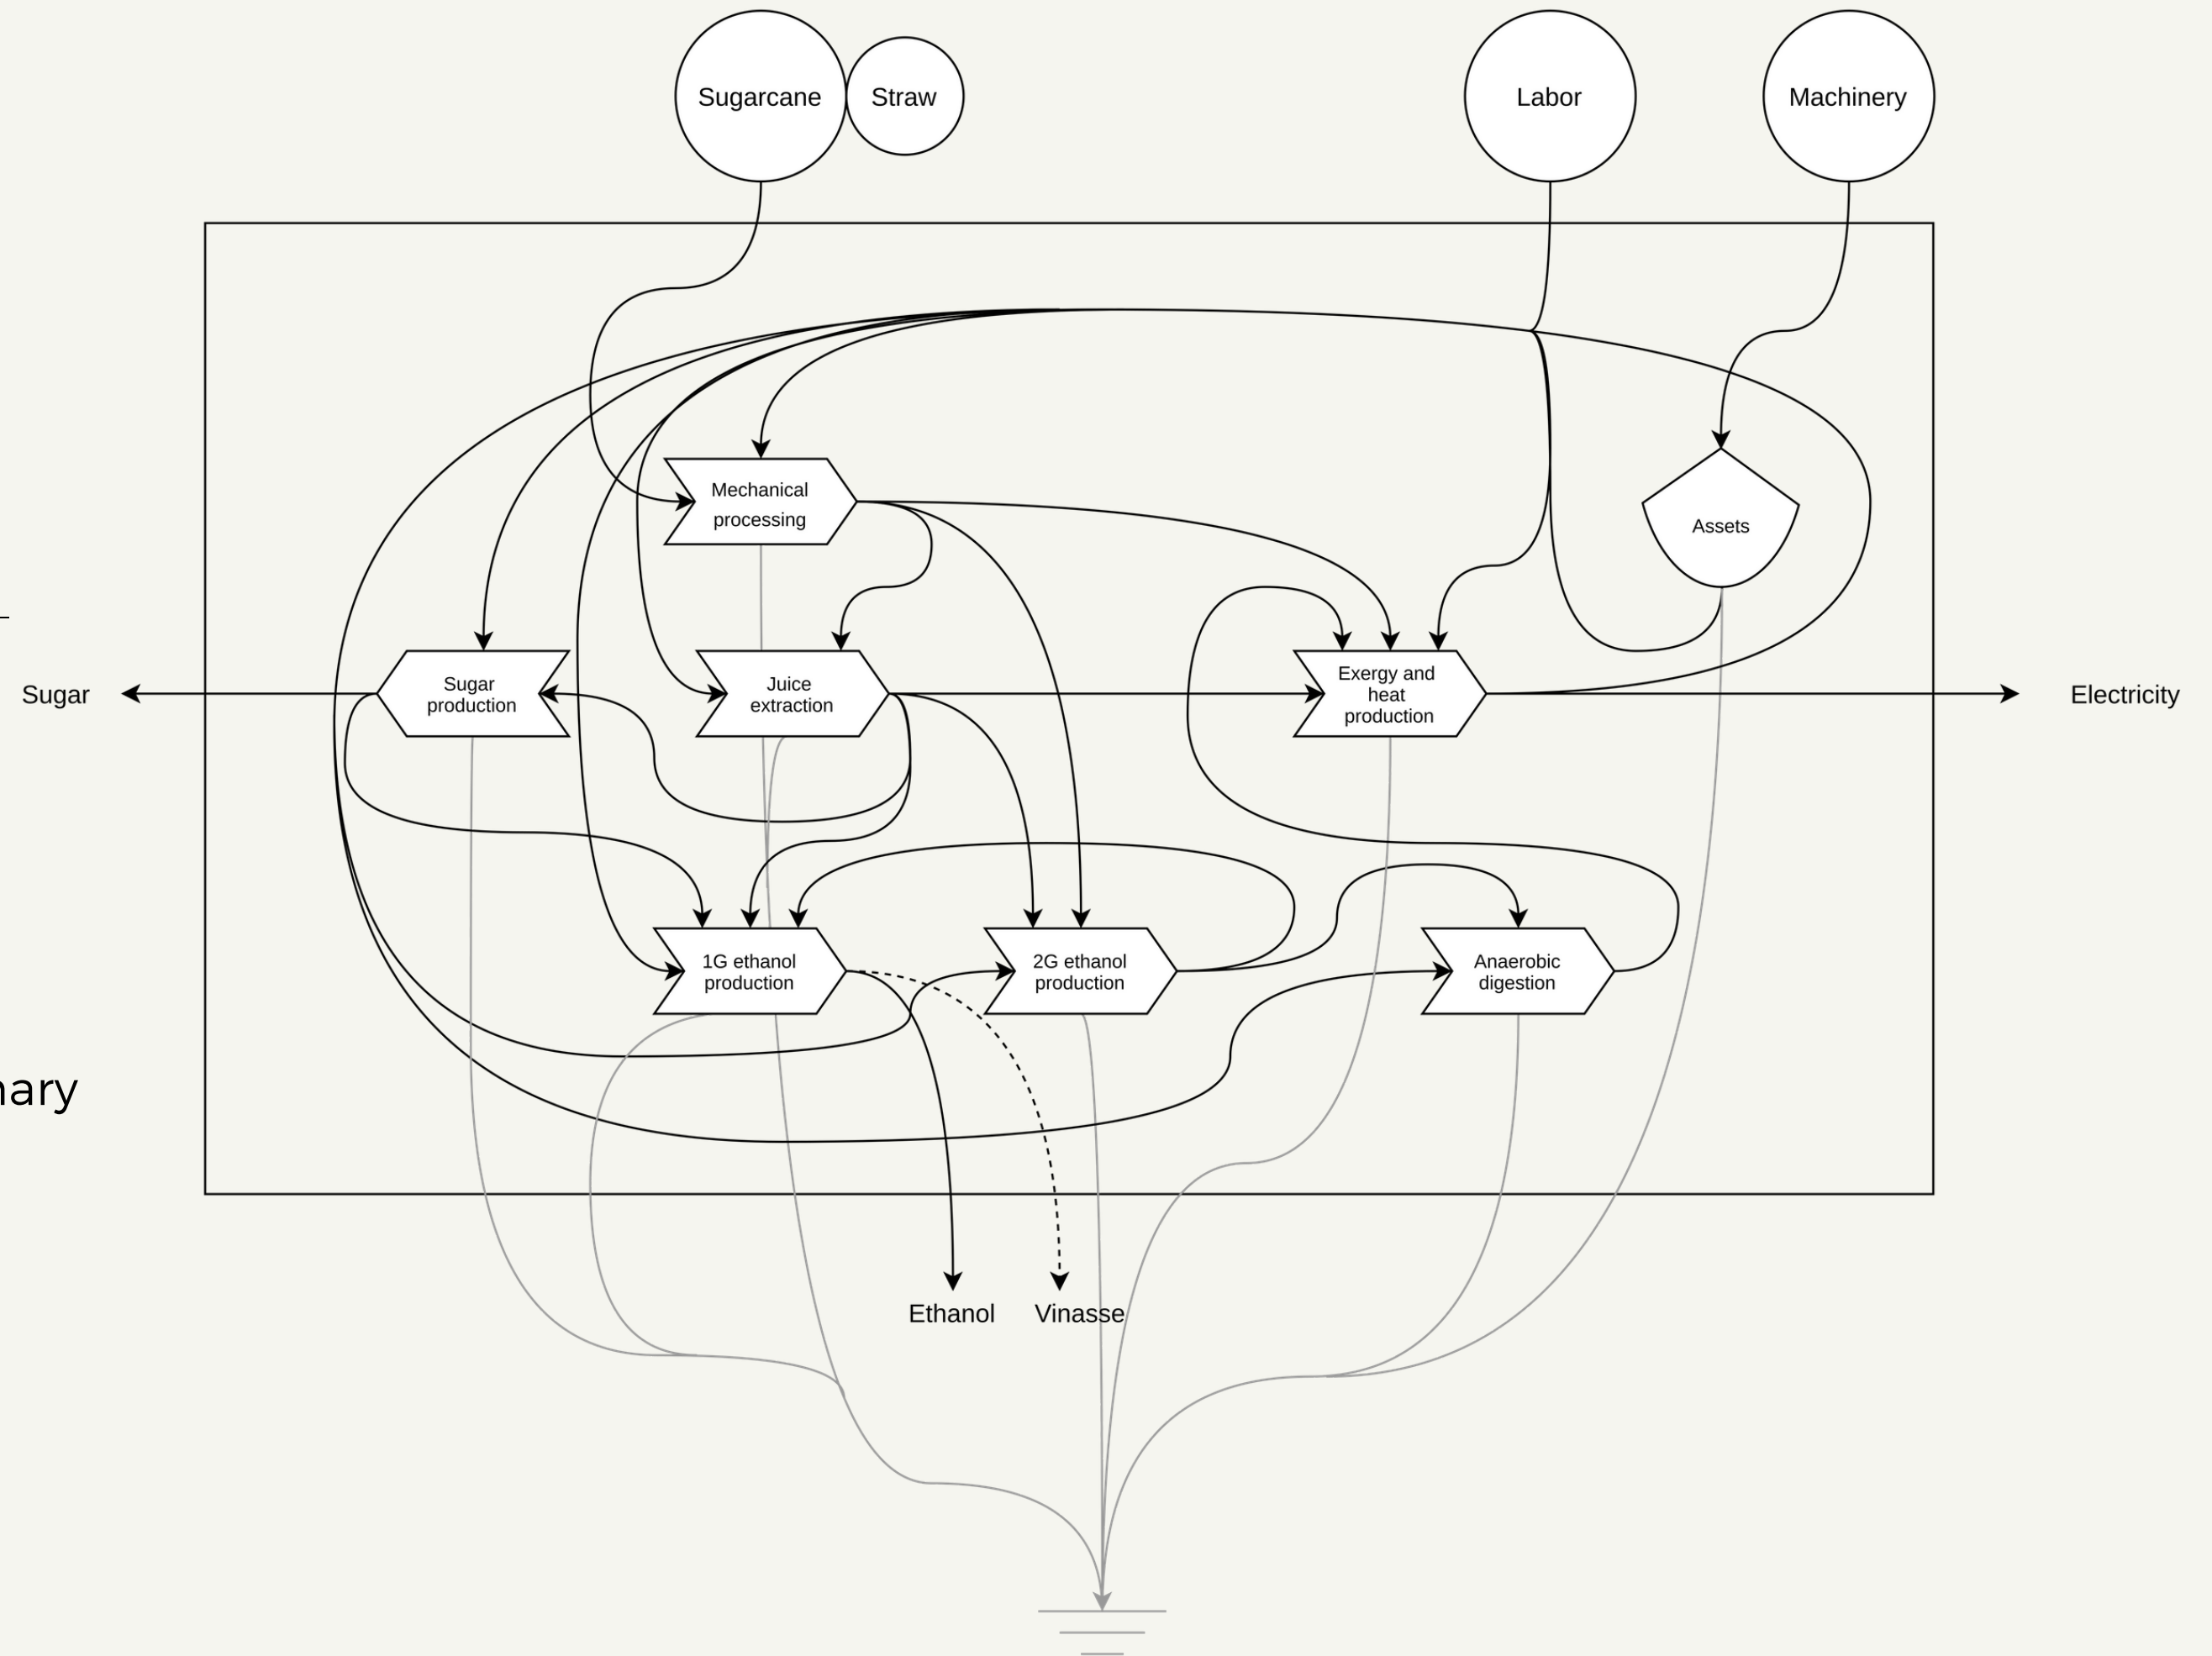 Sugarcane
Straw
Labor
Machinery
Mechanical
processing
Assets
Sugar
Sugar
production
Juice
extraction
Exergy and
heat
production
Electricity
1G ethanol
production
2G ethanol
production
Anaerobic
digestion
nary
Ethanol
Vinasse